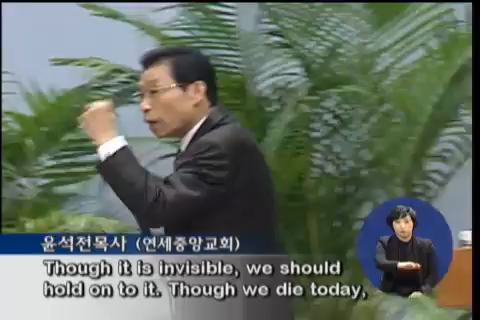 윤석전목사 (연세중앙교회)
Though it is invisible, we should
hold on to it. Though we die today,